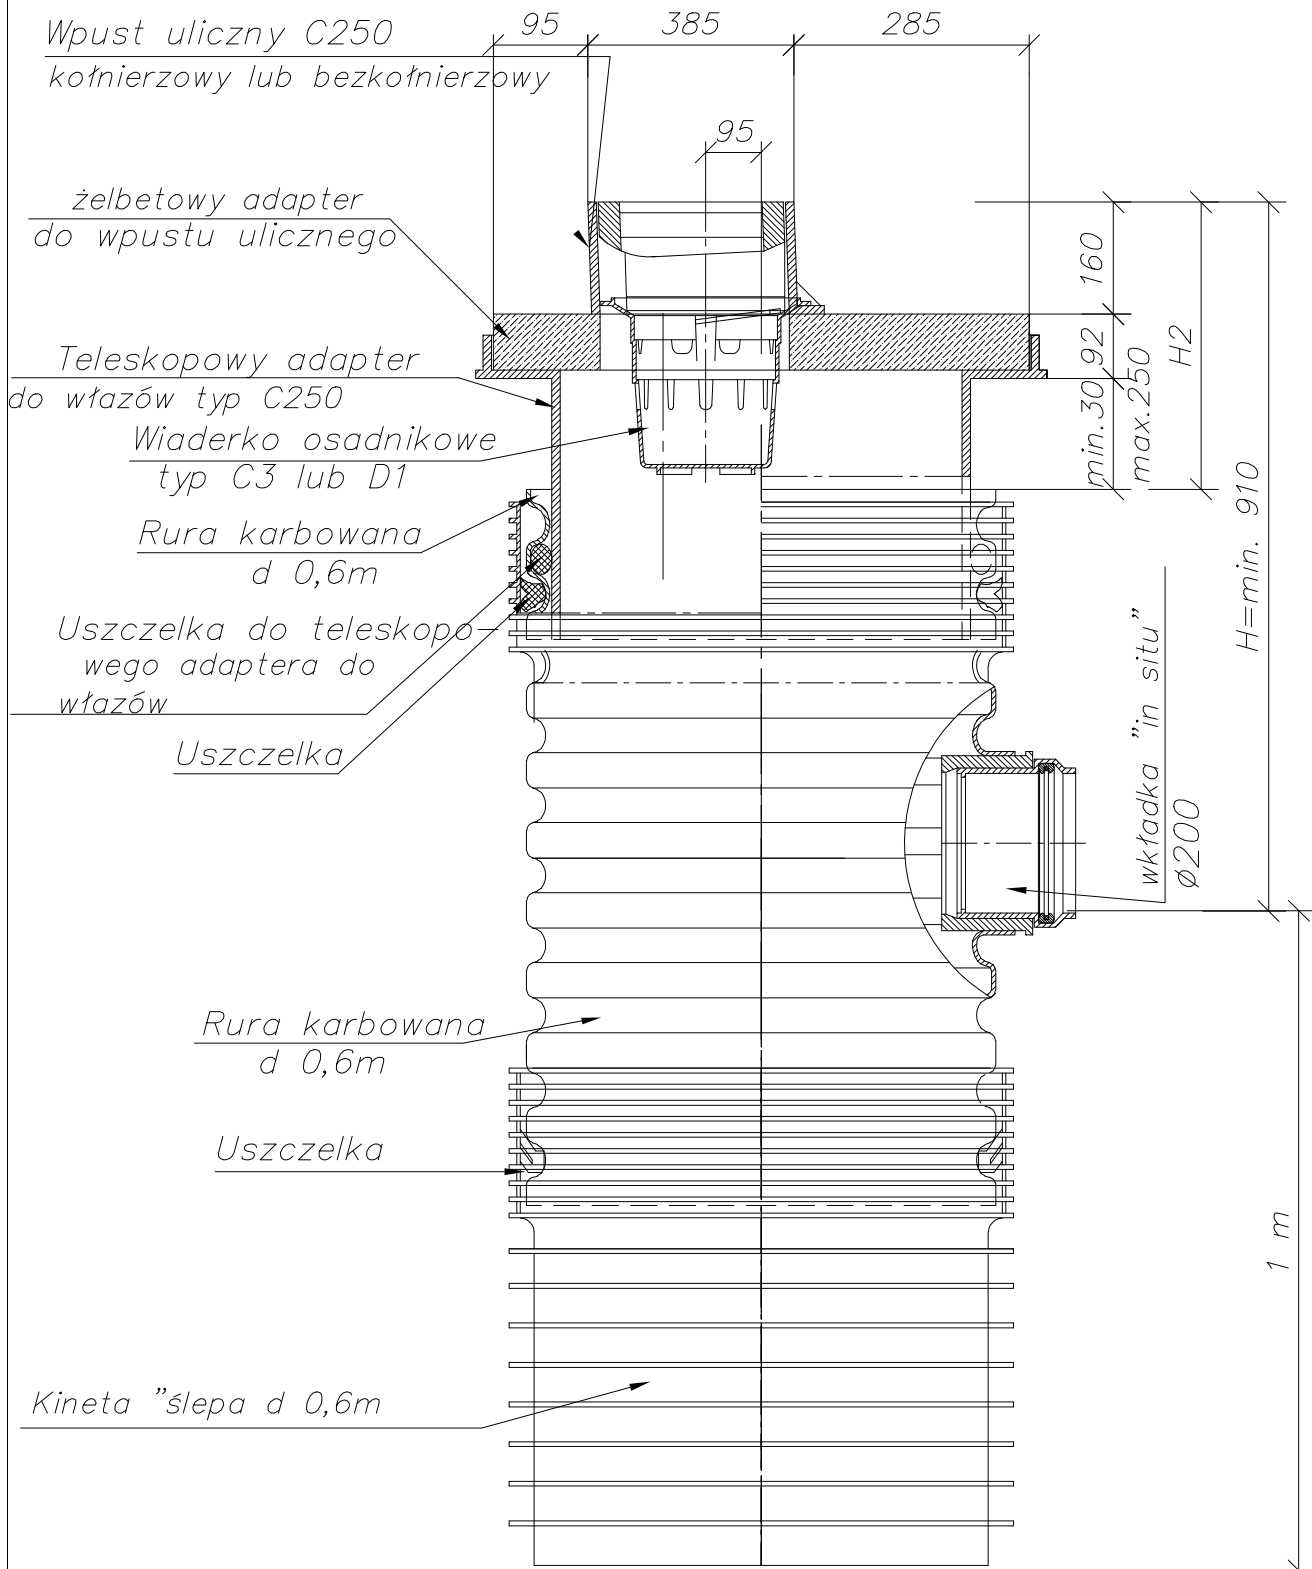 95
385
285
Wpust uliczny C250
kołnierzowy lub bezkołnierzowy
95
żelbetowy adapter
do wpustu ulicznego
160
92
H2
Teleskopowy adapter
do włazów typ C250
min.30
max.250
Wiaderko osadnikowe
typ C3 lub D1
H=min. 910
Rura karbowana
d 0,6m
Uszczelka do teleskopo-
wego adaptera do
włazów
Uszczelka
wkładka ”in situ”
Ø200
Rura karbowana
d 0,6m
Uszczelka
1 m
Kineta ”ślepa d 0,6m